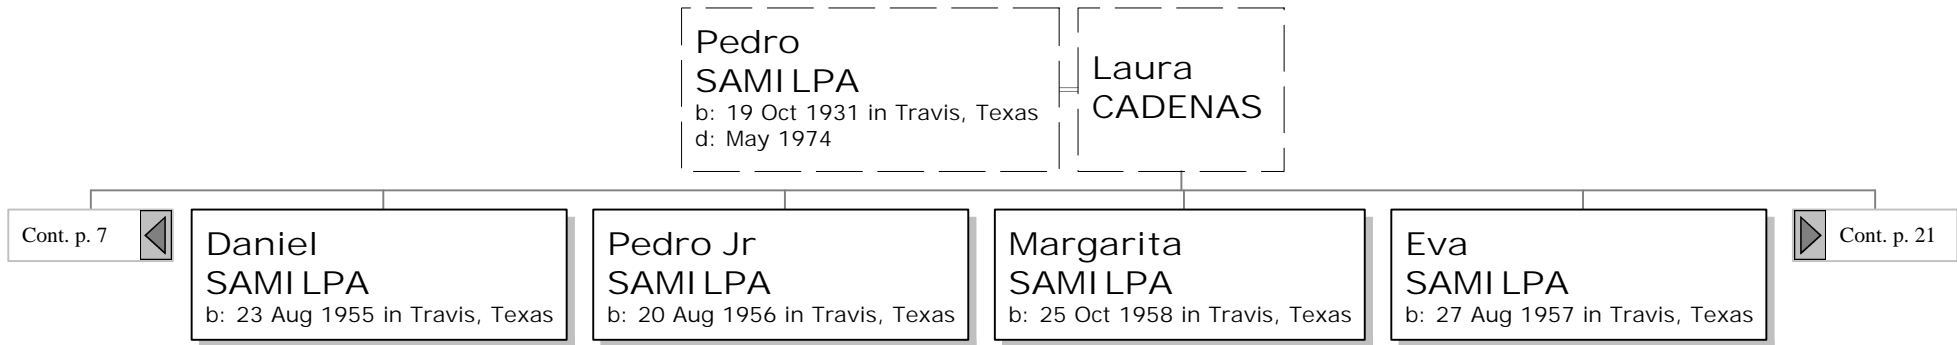 Pedro
SAMILPA
b: 19 Oct 1931 in Travis, Texas
d: May 1974
Laura
CADENAS
Cont. p. 7
Daniel
SAMILPA
b: 23 Aug 1955 in Travis, Texas
Pedro Jr
SAMILPA
b: 20 Aug 1956 in Travis, Texas
Margarita
SAMILPA
b: 25 Oct 1958 in Travis, Texas
Eva
SAMILPA
b: 27 Aug 1957 in Travis, Texas
Cont. p. 21